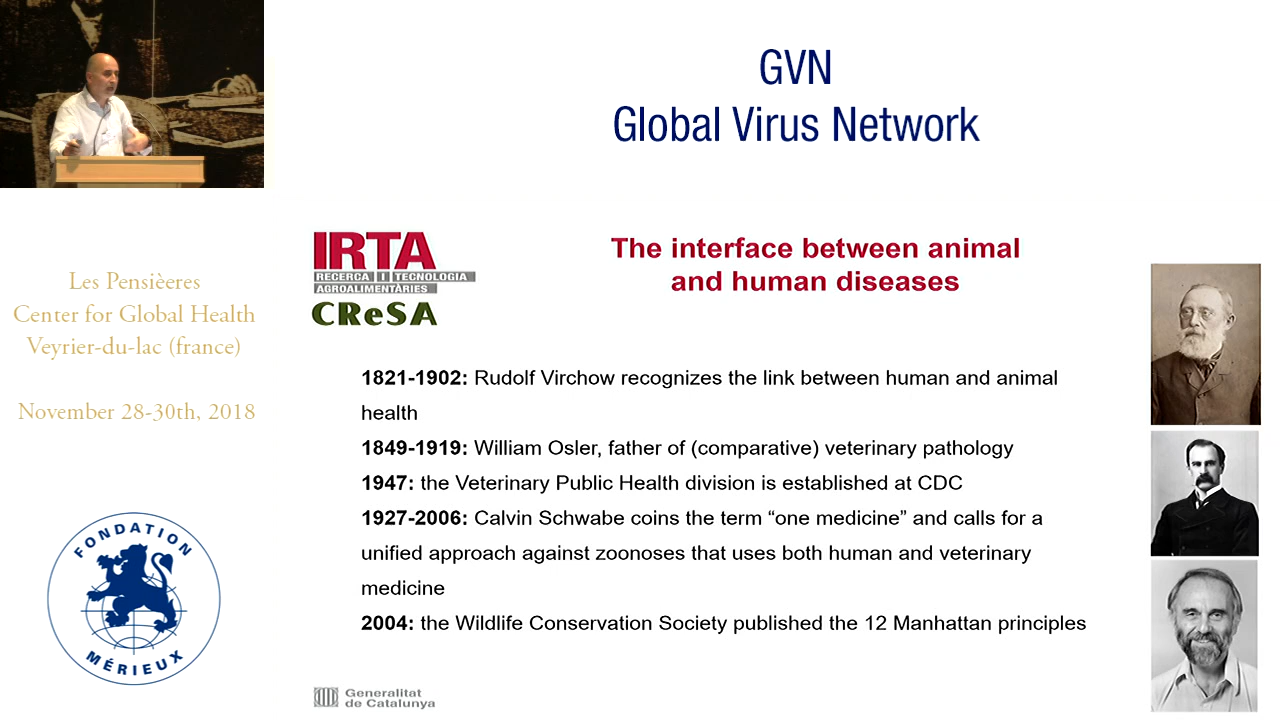 GVN
Global Virus Network
Les Pensièeres
Center for Global Health
Veyrier-du-lac (france)
November 28-30th, 2018
FONDATION
MÉRIEUX
IRTA
RECERCA I TECNOLOGIA
AGROALIMENTÀRIES
CReSA
The interface between animal
and human diseases
1821-1902: Rudolf Virchow recognizes the link between human and animal
health
1849-1919: William Osler, father of (comparative) veterinary pathology
1947: the Veterinary Public Health division is established at CDC
1927-2006: Calvin Schwabe coins the term “one medicine” and calls for a
unified approach against zoonoses that uses both human and veterinary
medicine
2004: the Wildlife Conservation Society published the 12 Manhattan principles
Generalitat
de Catalunya